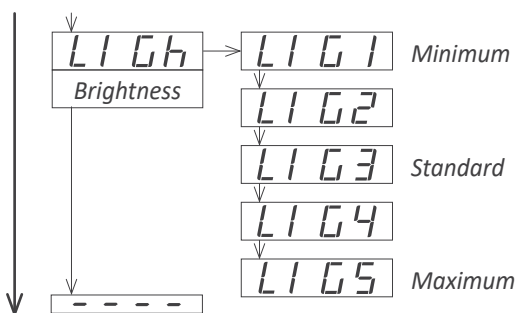 LIGh
Brightness
LIG1 Minimum
LIG2
LIG3 Standard
LIG4
LIG5 Maximum
----